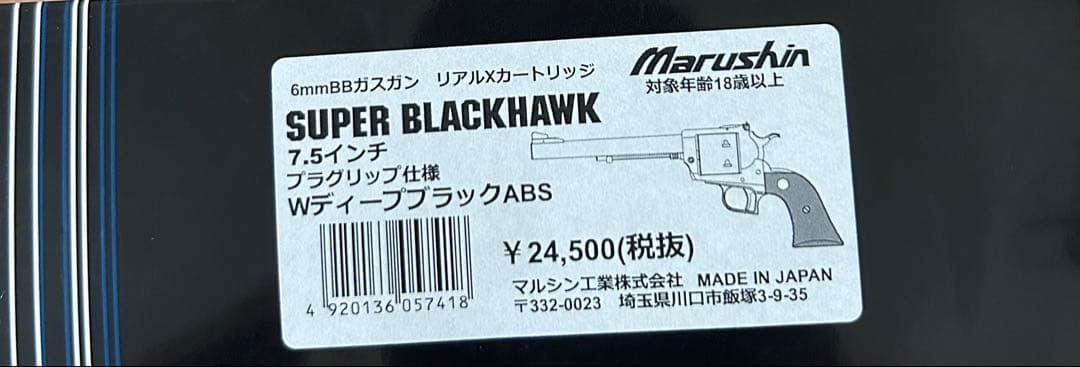 Marushin
対象年齢18歳以上
6mmBBガスガン リアルXカートリッジ
SUPER BLACKHAWK
7.5インチ
プラグリップ仕様
WディープブラックABS
￥24,500(税抜)
マルシン工業株式会社 MADE IN JAPAN
〒332-0023 埼玉県川口市飯塚3-9-35
4 920136 057418